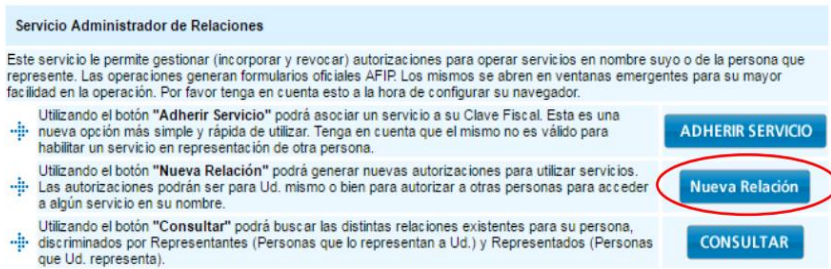 Servicio Administrador de Relaciones
Este servicio le permite gestionar (incorporar y revocar) autorizaciones para operar servicios en nombre suyo o de la persona que
represente. Las operaciones generan formularios oficiales AFIP. Los mismos se abren en ventanas emergentes para su mayor
facilidad en la operación. Por favor tenga en cuenta esto a la hora de configurar su navegador.
Utilizando el botón "Adherir Servicio" podrá asociar un servicio a su Clave Fiscal. Esta es una
nueva opción más simple y rápida de utilizar. Tenga en cuenta que el mismo no es válido para
habilitar un servicio en representación de otra persona.
ADHERIR SERVICIO
Utilizando el botón "Nueva Relación" podrá generar nuevas autorizaciones para utilizar servicios.
Las autorizaciones podrán ser para Ud. mismo o bien para autorizar a otras personas para acceder
a algún servicio en su nombre.
Nueva Relación
Utilizando el botón "Consultar" podrá buscar las distintas relaciones existentes para su persona,
discriminados por Representantes (Personas que lo representan a Ud.) y Representados (Personas
que Ud. representa).
CONSULTAR